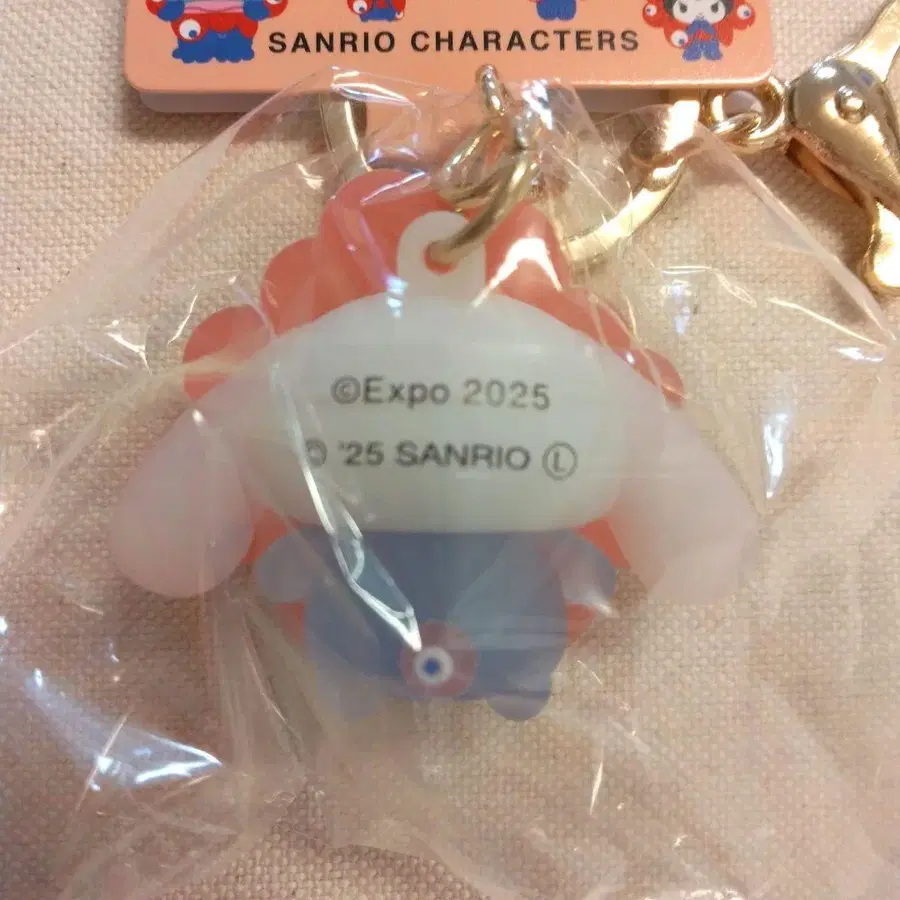 SANRIO CHARACTERS
©Expo 2025
© '25 SANRIO Ⓛ